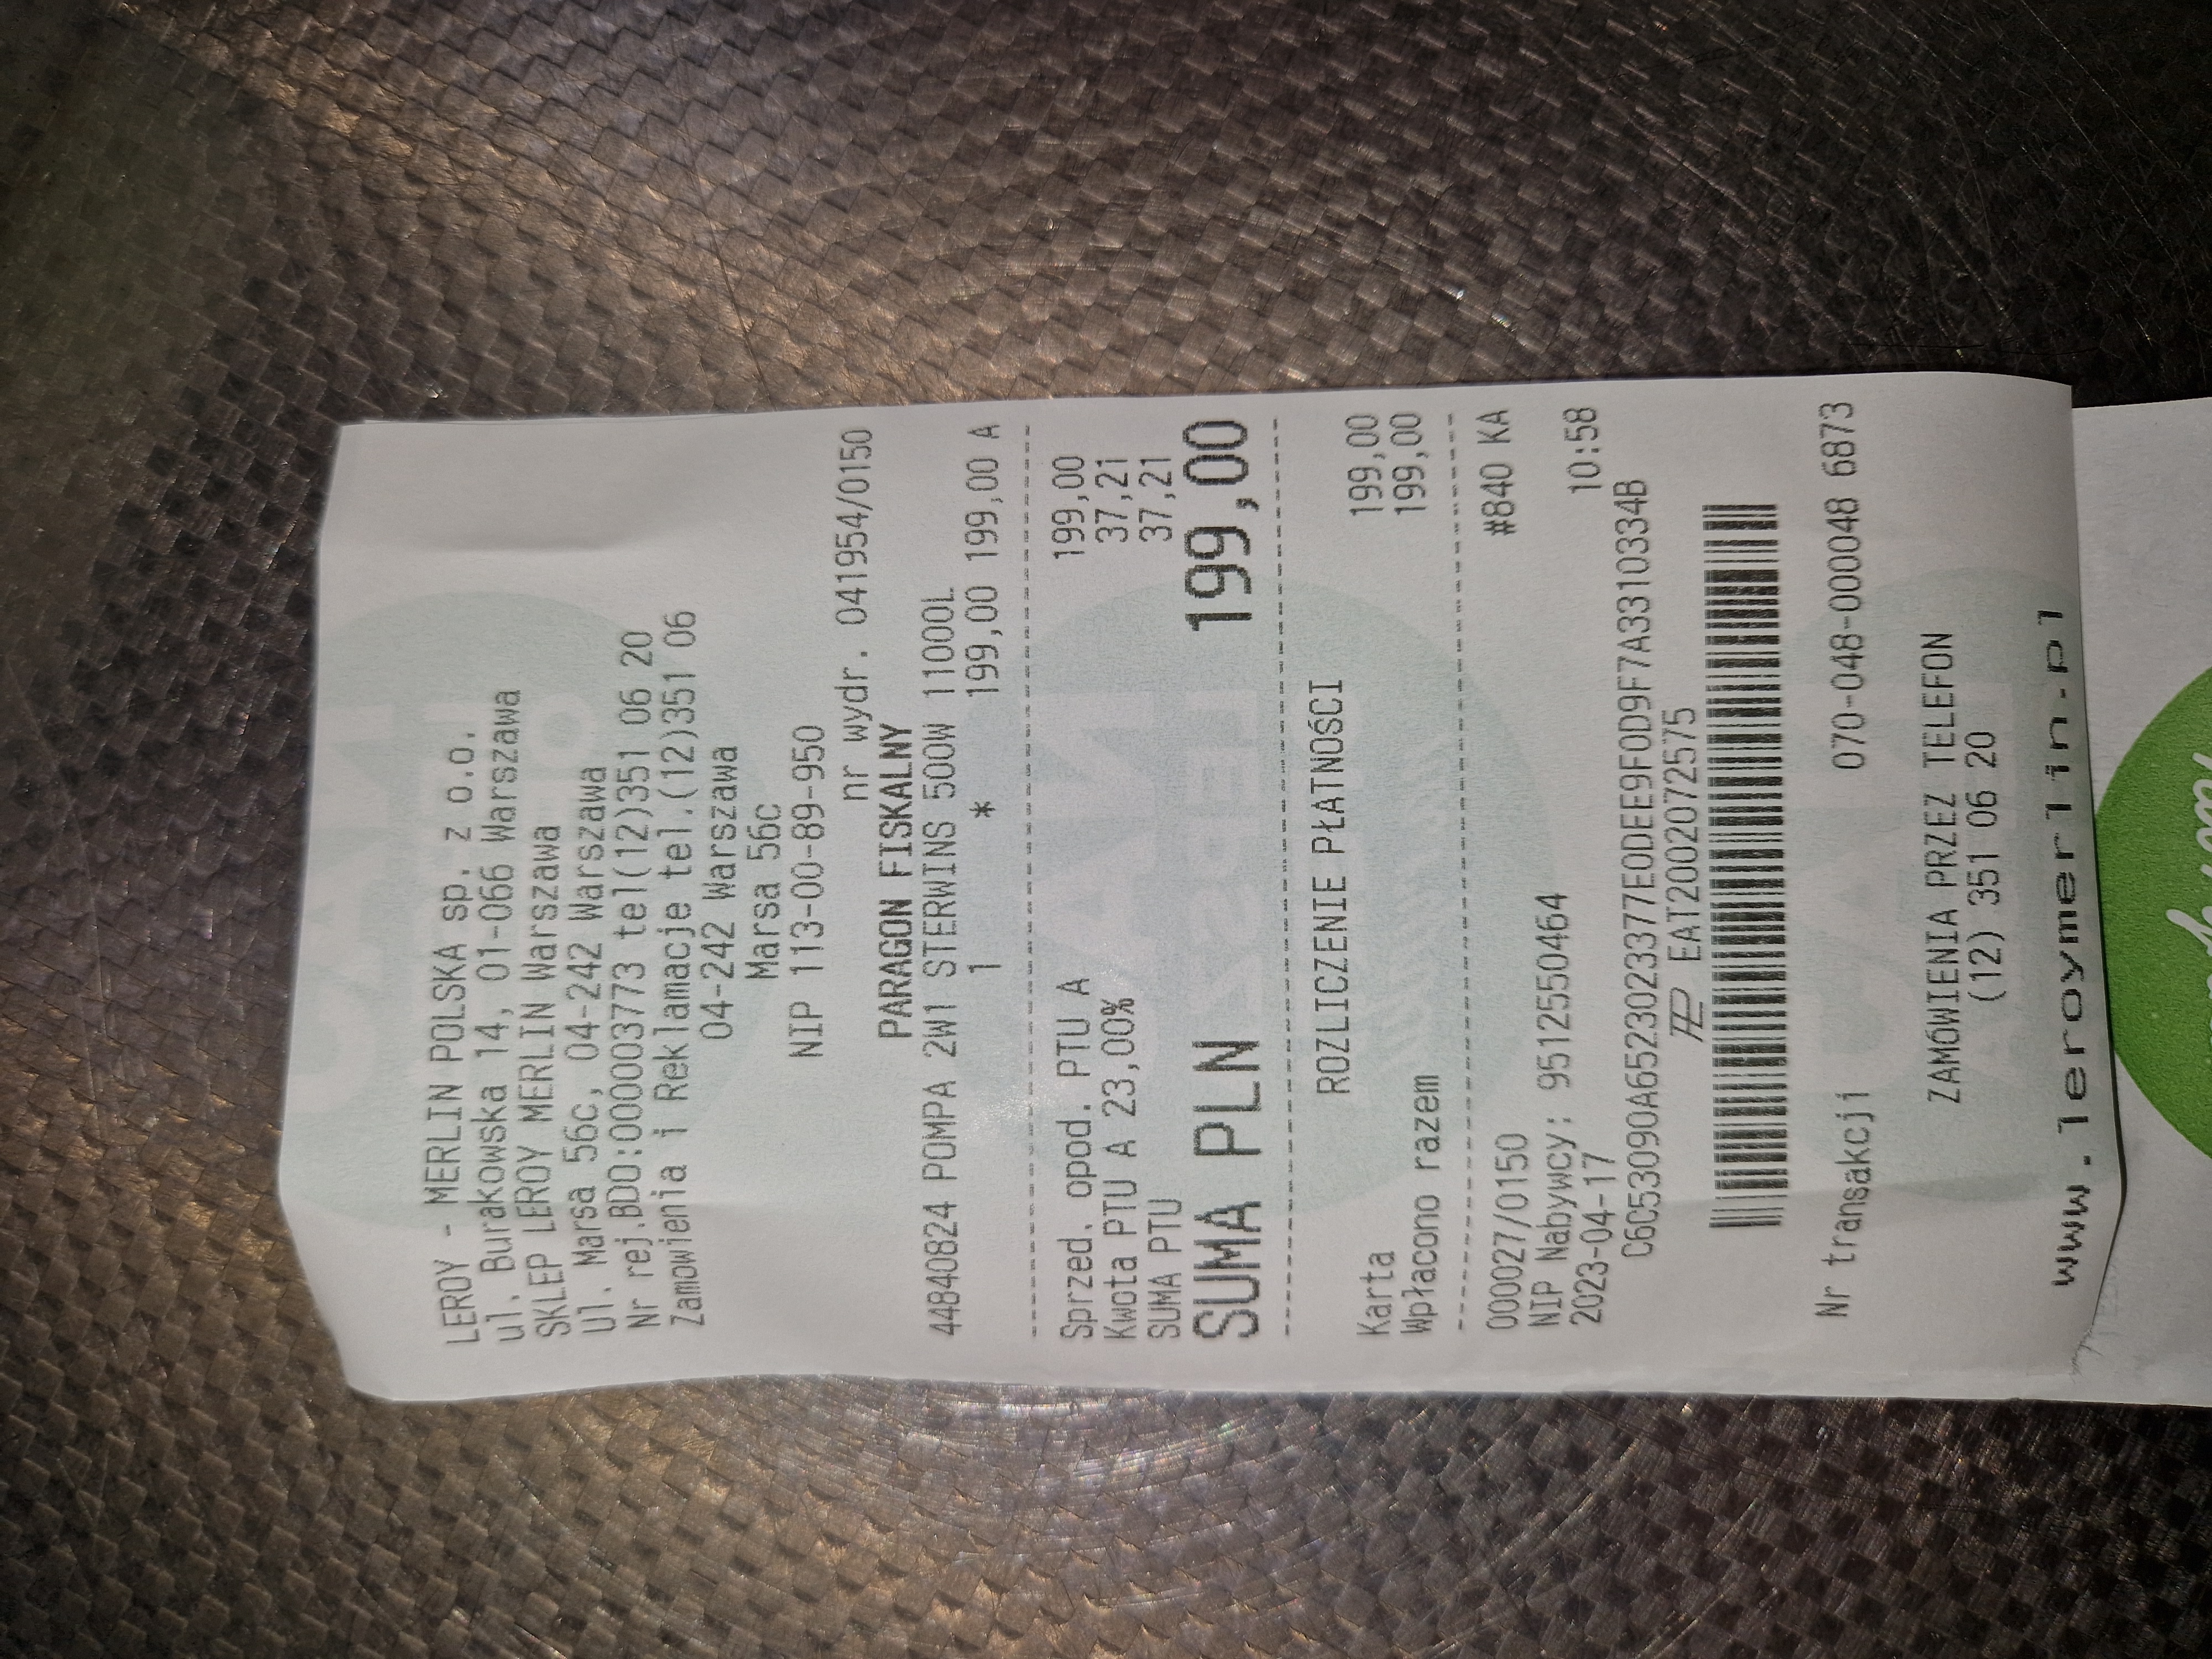 LEROY - MERLIN POLSKA sp. z o.o.
ul. Burakowska 14, 01-066 Warszawa
SKLEP LEROY MERLIN Warszawa
Ul. Marsa 56c, 04-242 Warszawa
Nr rej.BDO:000003773 tel(12)351 06 20
Zamowienia i Reklamacje tel.(12)351 06
04-242 Warszawa
Marsa 56c
NIP 113-00-89-950
nr wydr. 041954/0150
PARAGON FISKALNY
44840824 POMPA 2W1 STERWINS 500W 11000L
1 * 199,00 199,00 A
Sprzed. opod. PTU A 199,00
Kwota PTU A 23,00% 37,21
SUMA PTU 37,21
SUMA PLN 199,00
ROZLICZENIE PŁATNOŚCI
Karta 199,00
Wpłacono razem 199,00
000027/0150 #840 KA
NIP Nabywcy: 9512550464
2023-04-17 10:58
C6C53090A6523023377E0DEE9F0D9F7A3310334B
EAT2002072575
Nr transakcji 070-048-000048 6873
ZAMÓWIENIA PRZEZ TELEFON
(12) 351 06 20
www.leroymerlin.pl